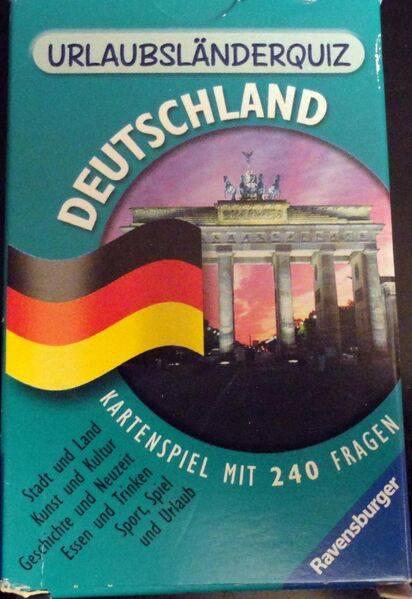 URLAUBSLÄNDERQUIZ
DEUTSCHLAND
KARTENSPIEL MIT 240 FRAGEN
Stadt und Land
Kunst und Kultur
Geschichte und Neuzeit
Essen und Trinken
Sport, Spiel
und Urlaub
Ravensburger